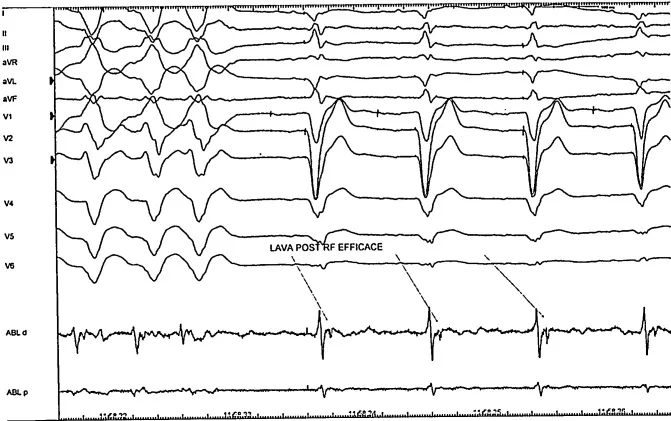 I
II
III
aVR
aVL
aVF
V1
V2
V3
V4
V5
V6
LAVA POST RF EFFICACE
ABL d
ABL p